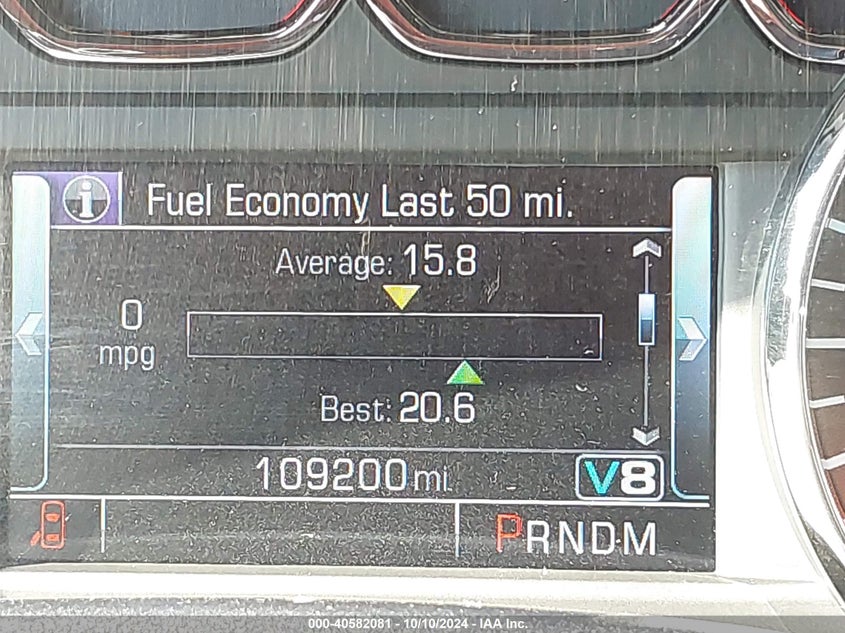 Fuel Economy Last 50 mi.
Average: 15.8
0
mpg
Best: 20.6
109200 mi
V8
PRNDM
000-40582081 - 10/10/2024 - IAA Inc.